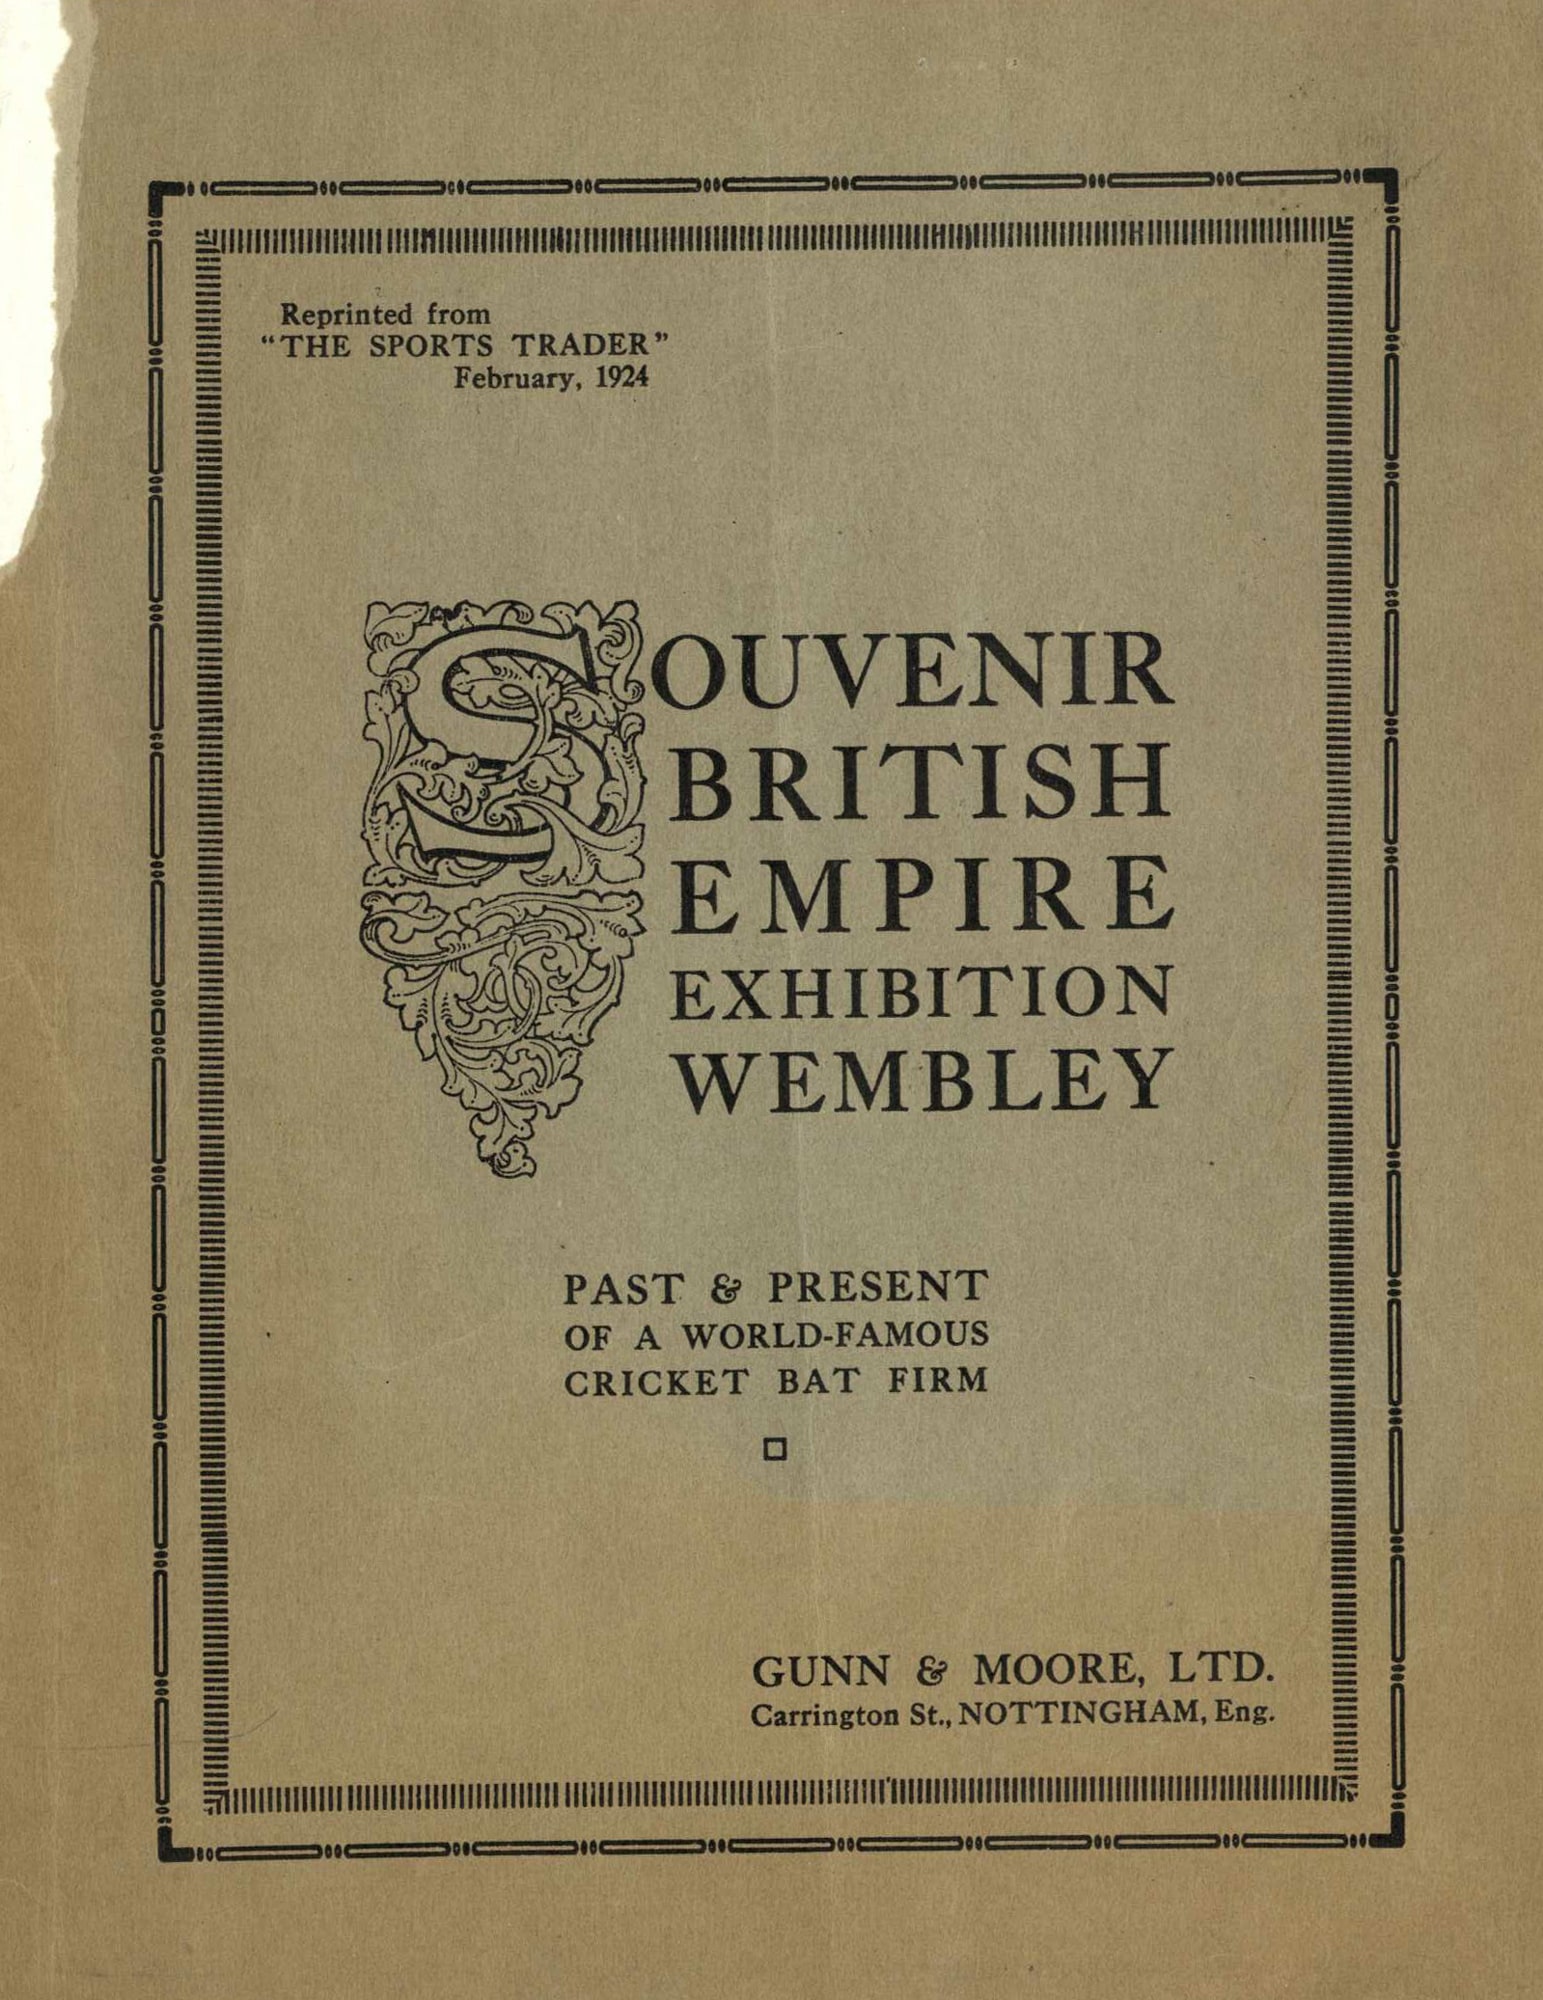 Reprinted from
"THE SPORTS TRADER"
February, 1924
SOUVENIR
BRITISH
EMPIRE
EXHIBITION
WEMBLEY
PAST & PRESENT
OF A WORLD-FAMOUS
CRICKET BAT FIRM
GUNN & MOORE, LTD.
Carrington St., NOTTINGHAM, Eng.